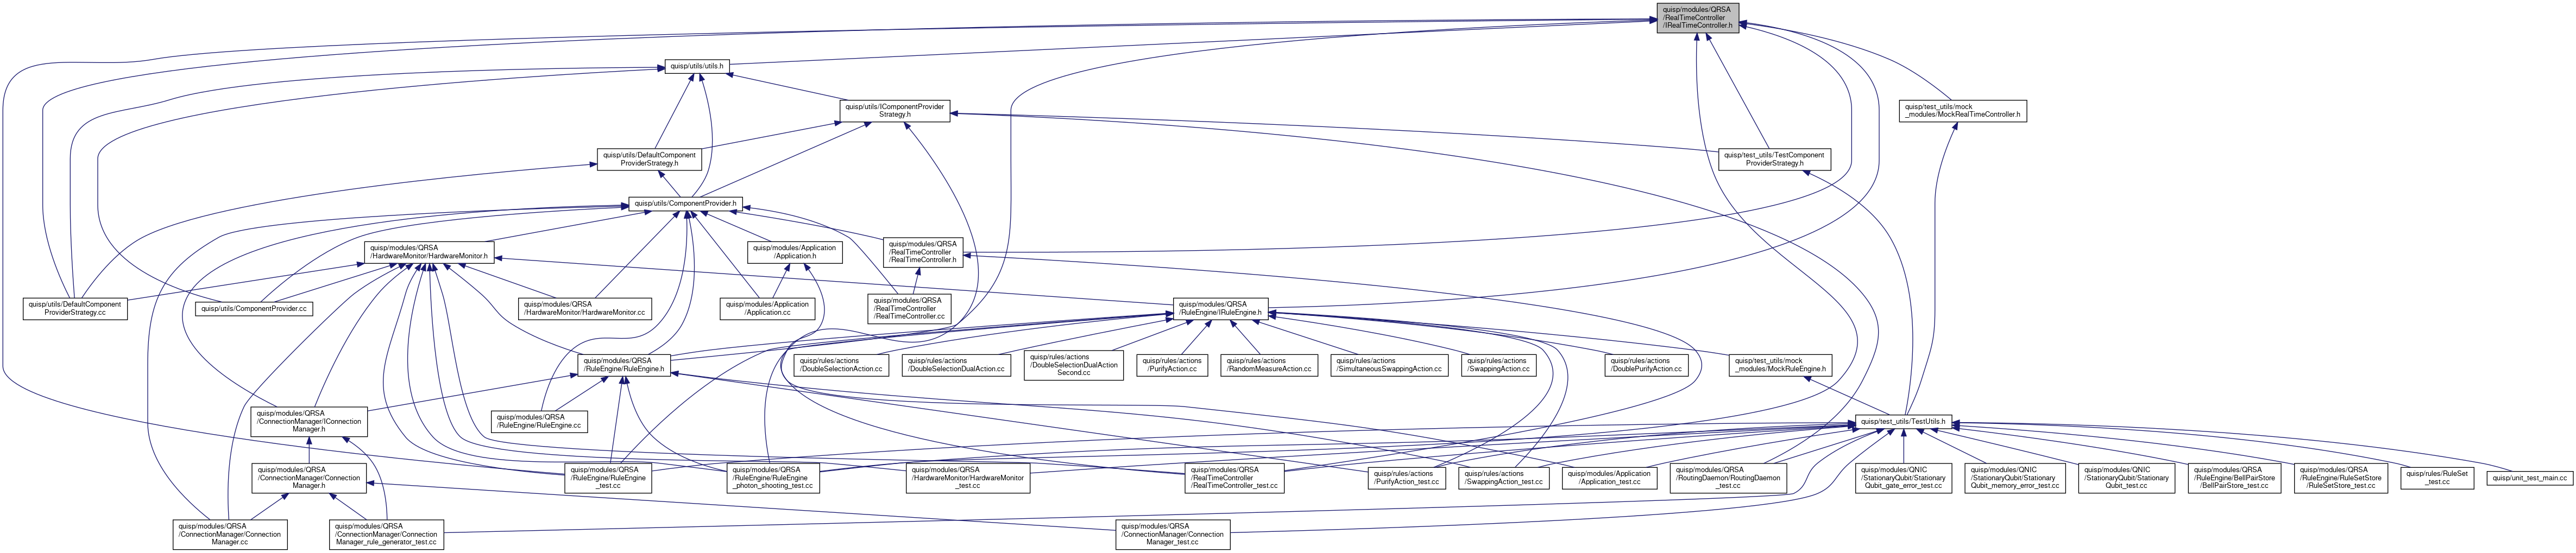 quisp/modules/QRSA
/RealTimeController
/IRealTimeController.h
quisp/utils/utils.h
quisp/utils/IComponentProvider
Strategy.h
quisp/test_utils/mock
_modules/MockRealTimeController.h
quisp/utils/DefaultComponent
ProviderStrategy.h
quisp/test_utils/TestComponent
ProviderStrategy.h
quisp/utils/ComponentProvider.h
quisp/modules/QRSA
/HardwareMonitor/HardwareMonitor.h
quisp/modules/Application
/Application.h
quisp/modules/QRSA
/RealTimeController
/RealTimeController.h
quisp/utils/DefaultComponent
ProviderStrategy.cc
quisp/utils/ComponentProvider.cc
quisp/modules/QRSA
/HardwareMonitor/HardwareMonitor.cc
quisp/modules/Application
/Application.cc
quisp/modules/QRSA
/RealTimeController
/RealTimeController.cc
quisp/modules/QRSA
/RuleEngine/IRuleEngine.h
quisp/modules/QRSA
/RuleEngine/RuleEngine.h
quisp/rules/actions
/DoubleSelectionAction.cc
quisp/rules/actions
/DoubleSelectionDualAction.cc
quisp/rules/actions
/DoubleSelectionDualAction
Second.cc
quisp/rules/actions
/PurifyAction.cc
quisp/rules/actions
/RandomMeasureAction.cc
quisp/rules/actions
/SimultaneousSwappingAction.cc
quisp/rules/actions
/SwappingAction.cc
quisp/rules/actions
/DoublePurifyAction.cc
quisp/test_utils/mock
_modules/MockRuleEngine.h
quisp/modules/QRSA
/ConnectionManager/IConnection
Manager.h
quisp/modules/QRSA
/RuleEngine/RuleEngine.cc
quisp/test_utils/TestUtils.h
quisp/modules/QRSA
/ConnectionManager/Connection
Manager.h
quisp/modules/QRSA
/RuleEngine/RuleEngine
_test.cc
quisp/modules/QRSA
/RuleEngine/RuleEngine
_photon_shooting_test.cc
quisp/modules/QRSA
/HardwareMonitor/HardwareMonitor
_test.cc
quisp/modules/QRSA
/RealTimeController
/RealTimeController_test.cc
quisp/rules/actions
/PurifyAction_test.cc
quisp/rules/actions
/SwappingAction_test.cc
quisp/modules/Application
/Application_test.cc
quisp/modules/QRSA
/RoutingDaemon/RoutingDaemon
_test.cc
quisp/modules/QNIC
/StationaryQubit/Stationary
Qubit_gate_error_test.cc
quisp/modules/QNIC
/StationaryQubit/Stationary
Qubit_memory_error_test.cc
quisp/modules/QNIC
/StationaryQubit/Stationary
Qubit_test.cc
quisp/modules/QRSA
/RuleEngine/BellPairStore
/BellPairStore_test.cc
quisp/modules/QRSA
/RuleEngine/RuleSetStore
/RuleSetStore_test.cc
quisp/rules/RuleSet
_test.cc
quisp/unit_test_main.cc
quisp/modules/QRSA
/ConnectionManager/Connection
Manager.cc
quisp/modules/QRSA
/ConnectionManager/Connection
Manager_rule_generator_test.cc
quisp/modules/QRSA
/ConnectionManager/Connection
Manager_test.cc